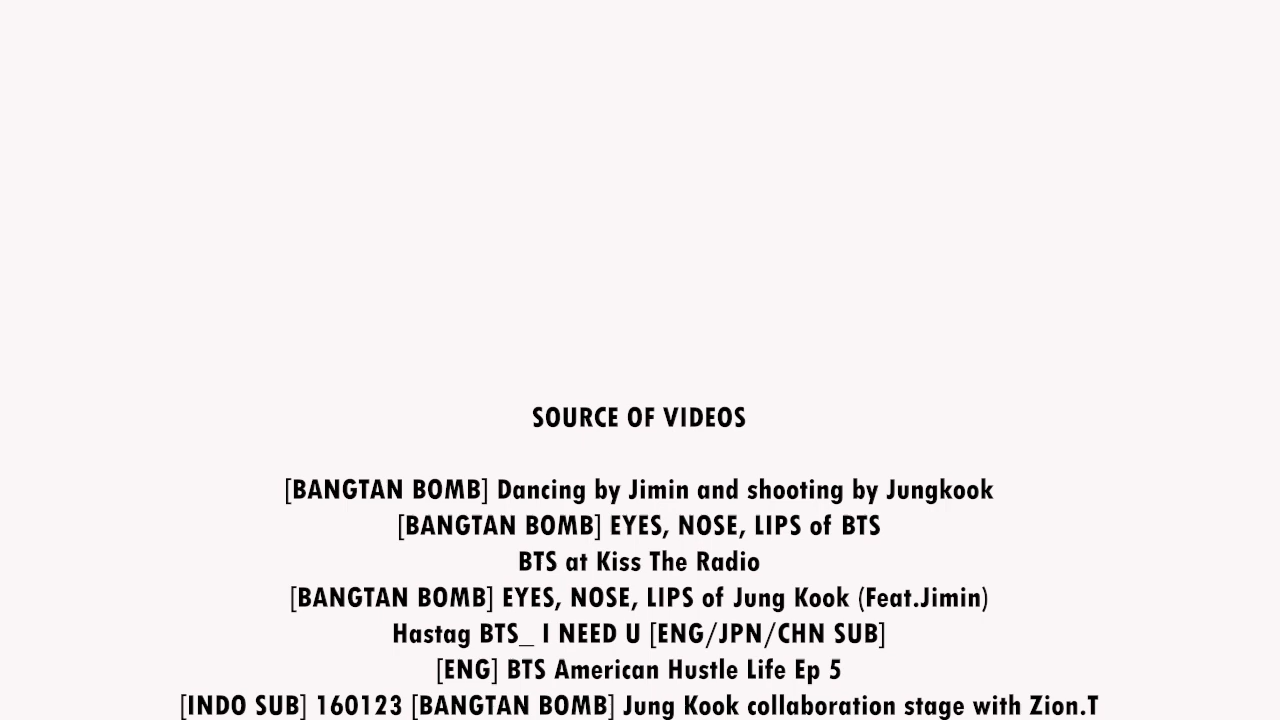 SOURCE OF VIDEOS
[BANGTAN BOMB] Dancing by Jimin and shooting by Jungkook
[BANGTAN BOMB] EYES, NOSE, LIPS of BTS
BTS at Kiss The Radio
[BANGTAN BOMB] EYES, NOSE, LIPS of Jung Kook (Feat.Jimin)
Hastag BTS_ I NEED U [ENG/JPN/CHN SUB]
[ENG] BTS American Hustle Life Ep 5
[INDO SUB] 160123 [BANGTAN BOMB] Jung Kook collaboration stage with Zion.T